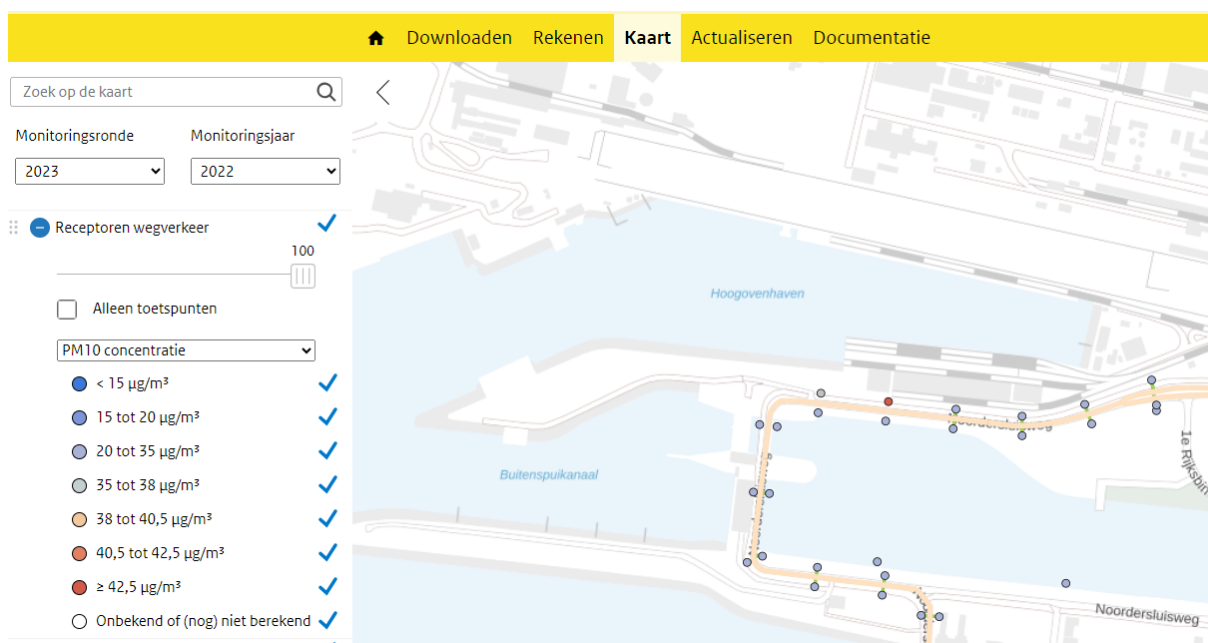 Downloaden Rekenen Kaart Actualiseren Documentatie
Zoek op de kaart
Monitoringsronde Monitoringsjaar
2023 2022
Receptoren wegverkeer
100
Alleen toetspunten
PM10 concentratie
< 15 µg/m³
15 tot 20 µg/m³
20 tot 35 µg/m³
35 tot 38 µg/m³
38 tot 40,5 µg/m³
40,5 tot 42,5 µg/m³
≥ 42,5 µg/m³
Onbekend of (nog) niet berekend
Hoogovenhaven
Noordersluisweg
Buitenspuikanaal
Noordersluisweg